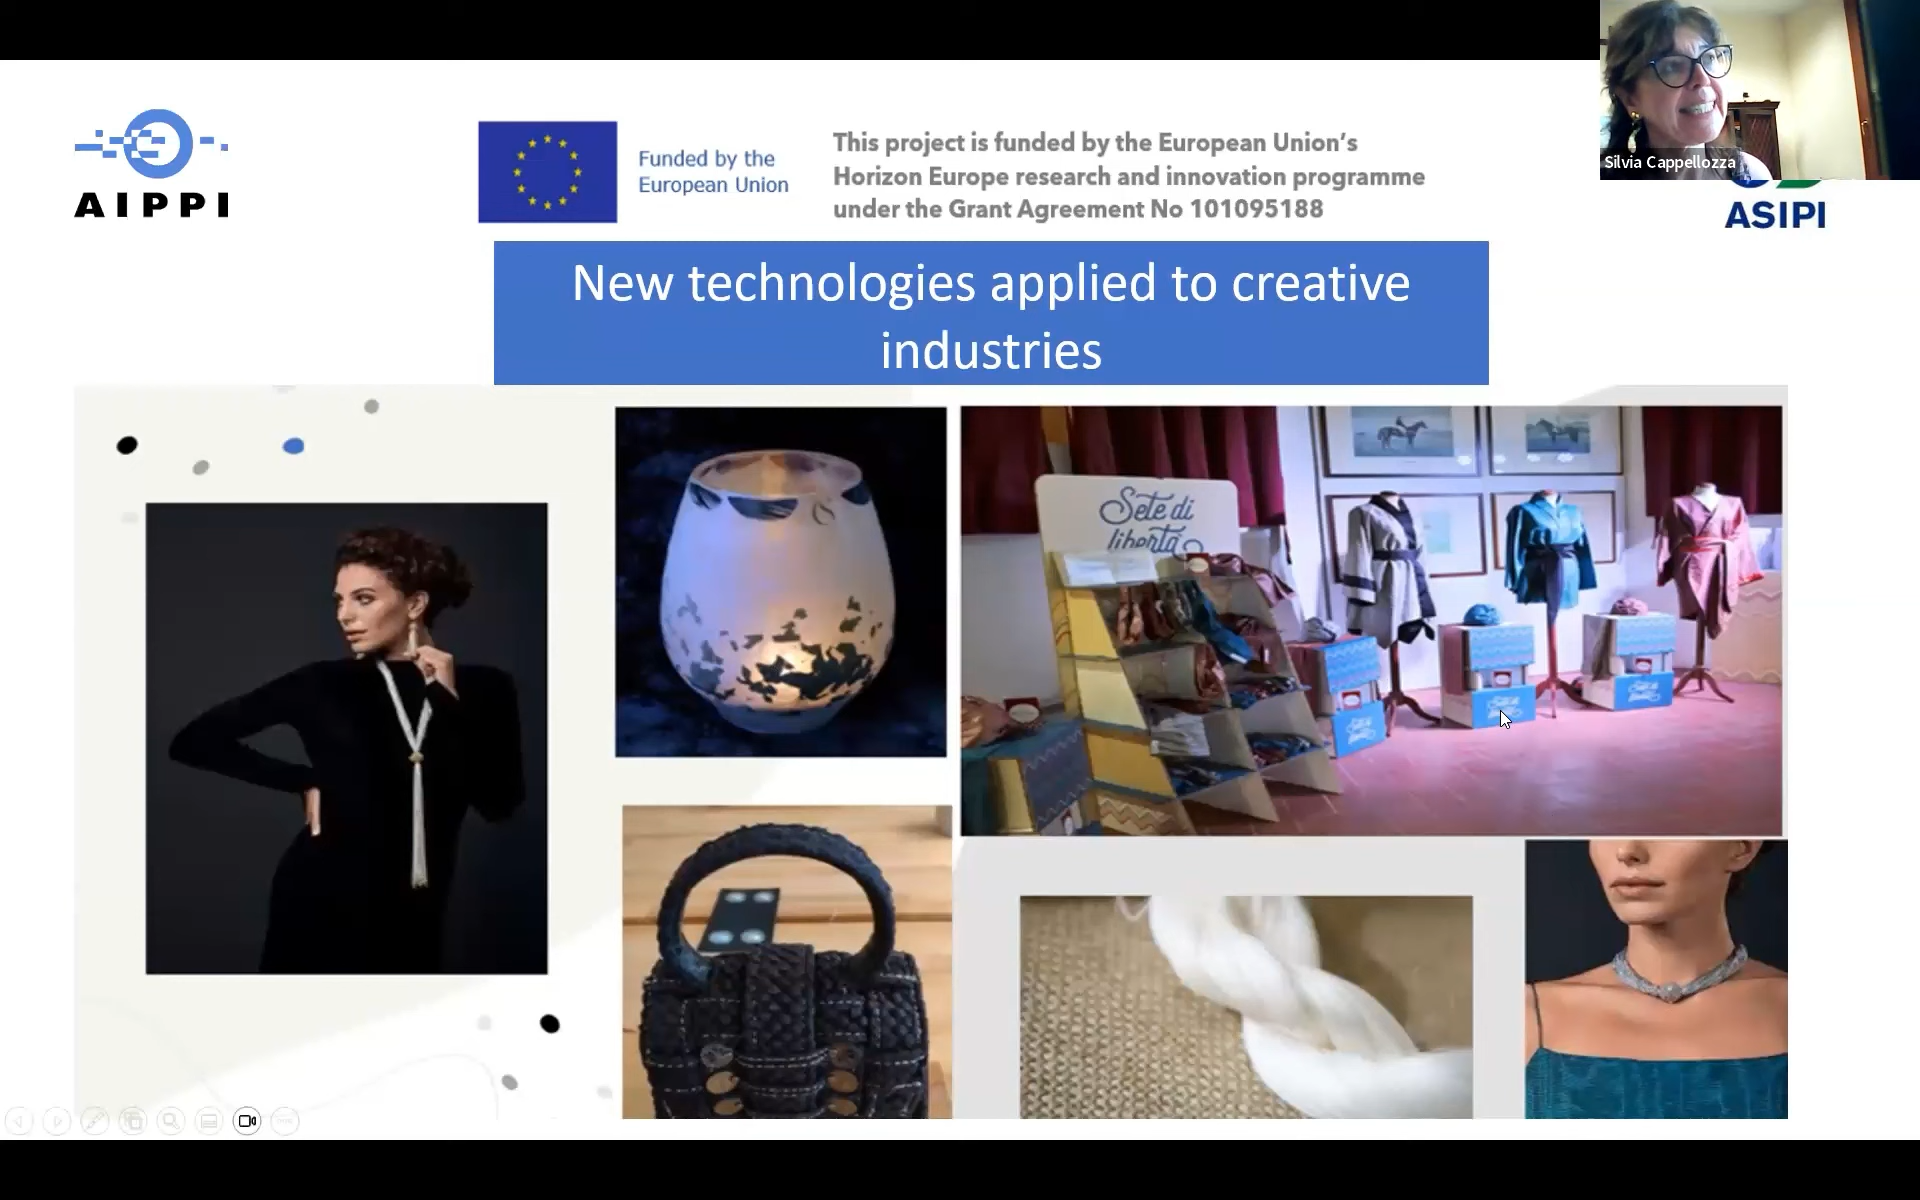 Silvia Cappellozza
AIPPI
Funded by the
European Union
This project is funded by the European Union's
Horizon Europe research and innovation programme
under the Grant Agreement No 101095188
ASIPI
New technologies applied to creative
industries
Sete di
libertà